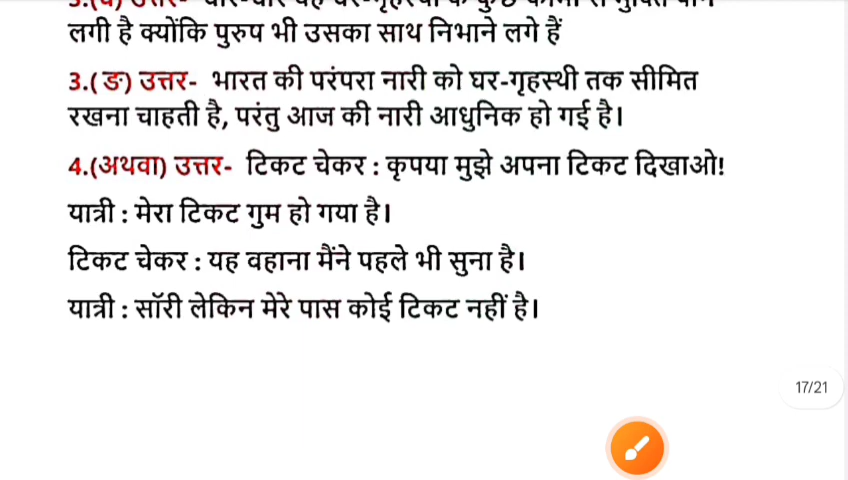 लगी है क्योंकि पुरुष भी उसका साथ निभाने लगे हैं
3.( ङ) उत्तर- भारत की परंपरा नारी को घर-गृहस्थी तक सीमित
रखना चाहती है, परंतु आज की नारी आधुनिक हो गई है।
4.(अथवा) उत्तर- टिकट चेकर : कृपया मुझे अपना टिकट दिखाओ!
यात्री : मेरा टिकट गुम हो गया है।
टिकट चेकर : यह वहाना मैंने पहले भी सुना है।
यात्री : सॉरी लेकिन मेरे पास कोई टिकट नहीं है।
17/21